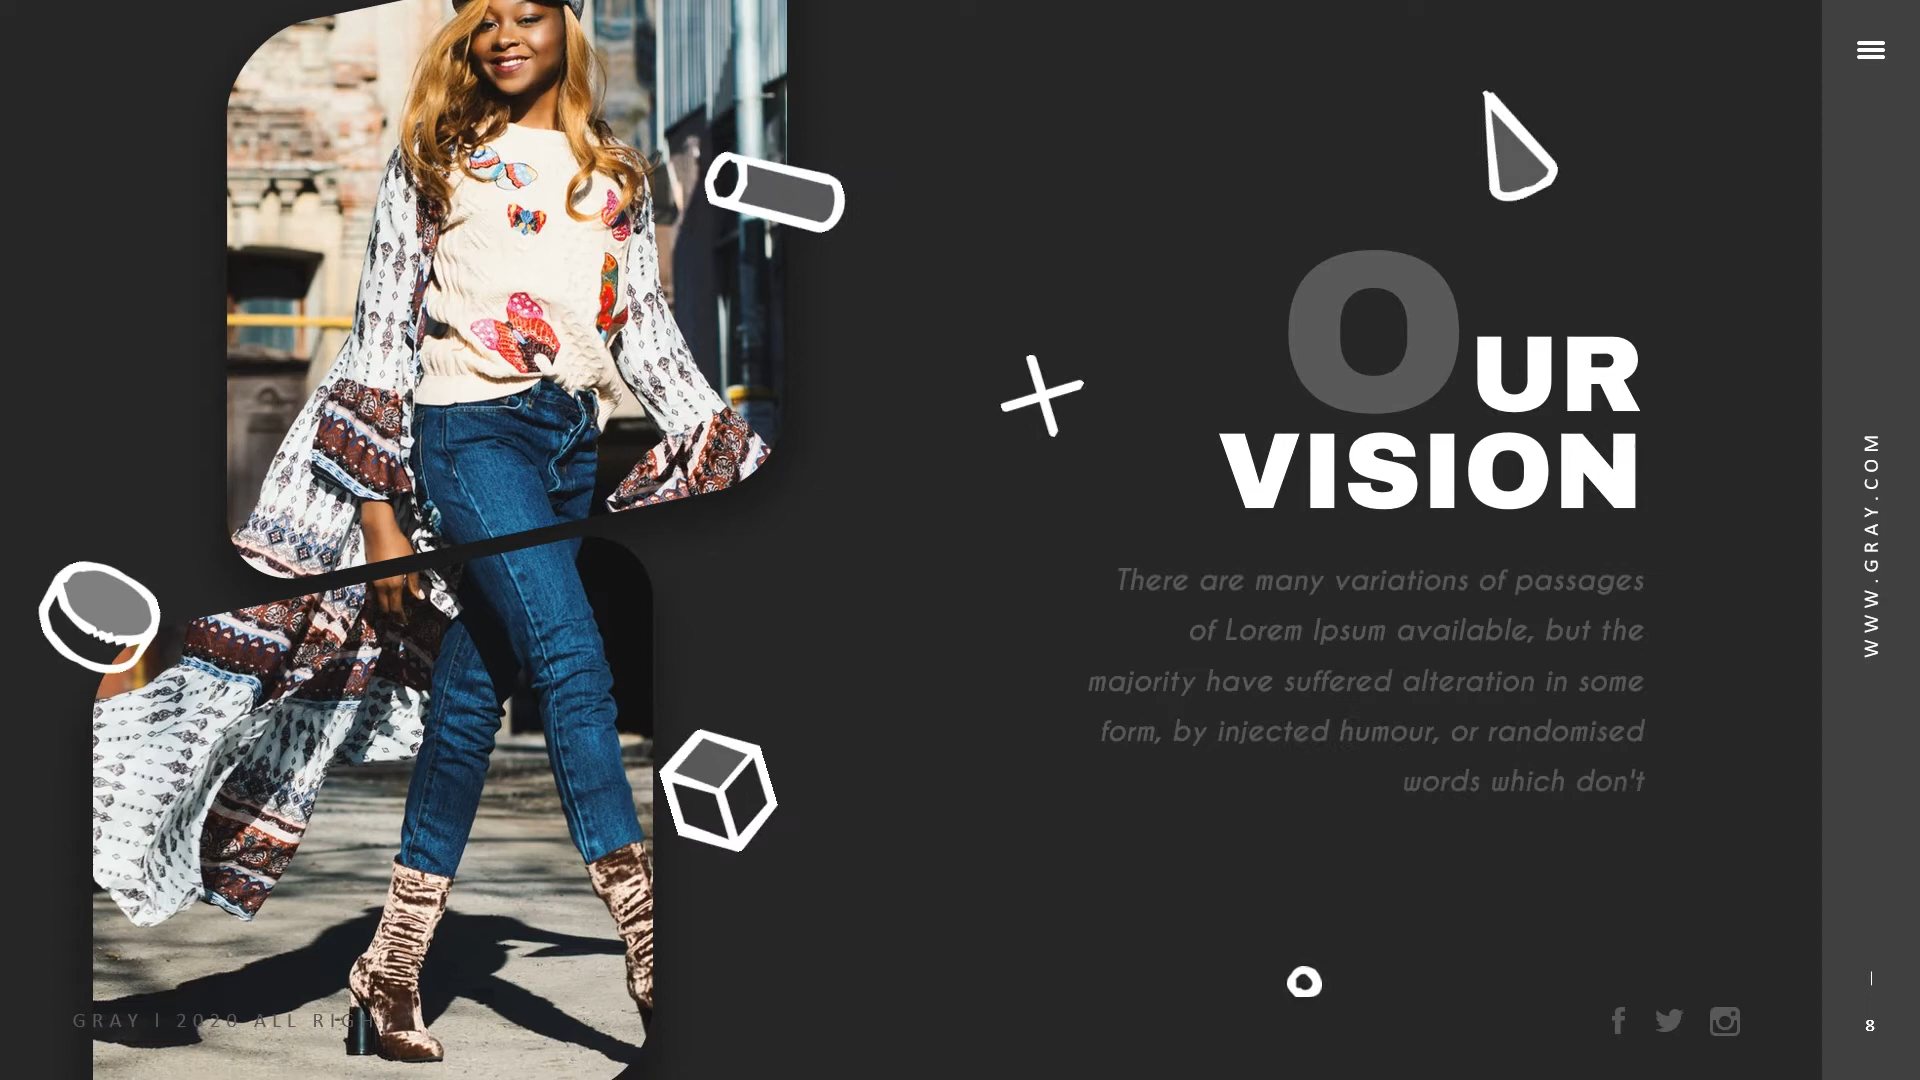 OUR
VISION
There are many variations of passages
of Lorem Ipsum available, but the
majority have suffered alteration in some
form, by injected humour, or randomised
words which don't
WWW.GRAY.COM
8
GRAY | 2020 ALL RIGH